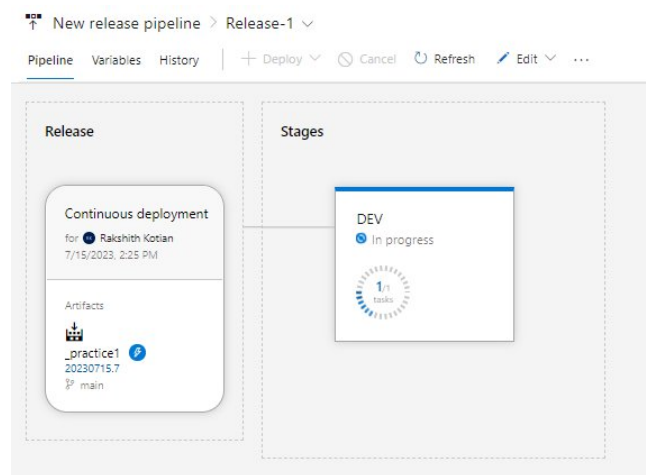 New release pipeline > Release-1
Pipeline Variables History + Deploy Cancel Refresh Edit ...
Release
Stages
Continuous deployment
for Rakshith Kotian
7/15/2023, 2:25 PM
Artifacts
_practice1
20230715.7
main
DEV
In progress
1/1
tasks